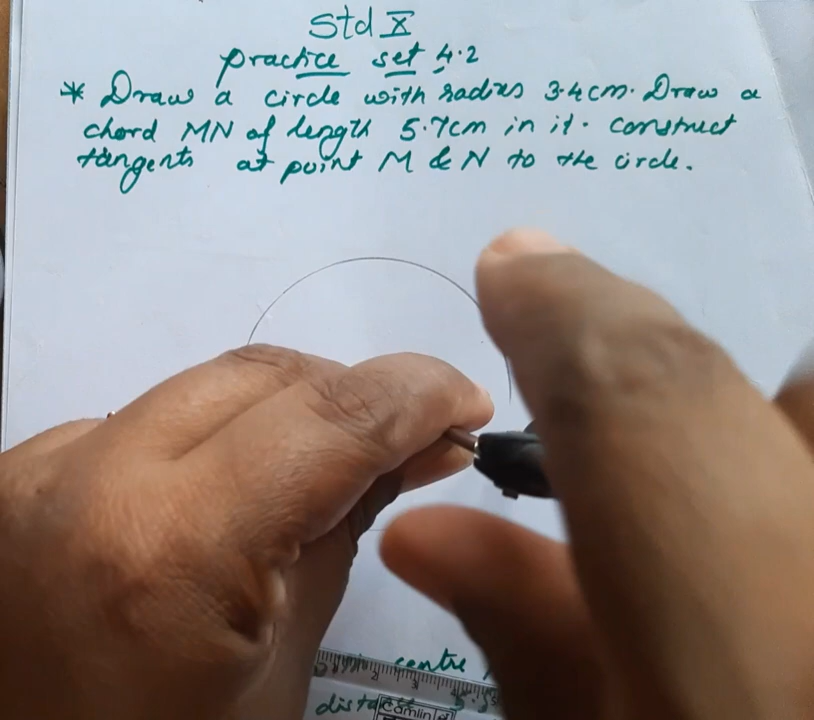 Std X
practice set 4.2
* Draw a circle with radius 3.4cm. Draw a
chord MN of length 5.7cm in it. construct
tangents at point M & N to the circle.
centre
Camlin